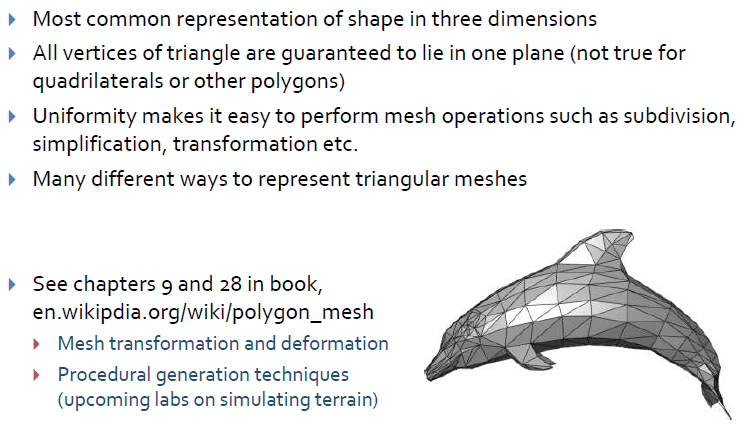 Most common representation of shape in three dimensions
All vertices of triangle are guaranteed to lie in one plane (not true for
quadrilaterals or other polygons)
Uniformity makes it easy to perform mesh operations such as subdivision,
simplification, transformation etc.
Many different ways to represent triangular meshes
See chapters 9 and 28 in book,
en.wikipdia.org/wiki/polygon_mesh
Mesh transformation and deformation
Procedural generation techniques
(upcoming labs on simulating terrain)